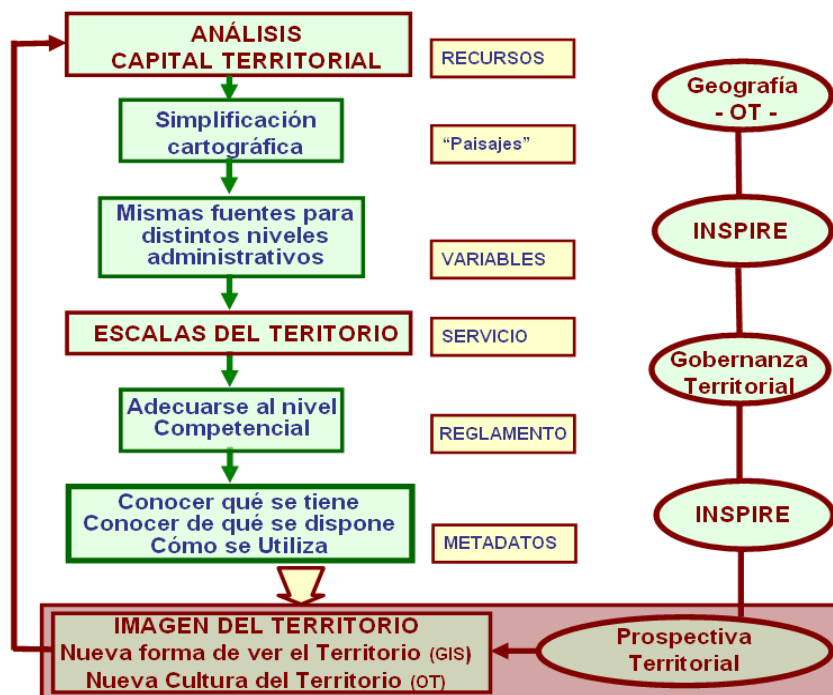 ANÁLISIS
CAPITAL TERRITORIAL
RECURSOS
Simplificación
cartográfica
“Paisajes”
Mismas fuentes para
distintos niveles
administrativos
VARIABLES
ESCALAS DEL TERITORIO
SERVICIO
Adecuarse al nivel
Competencial
REGLAMENTO
Conocer qué se tiene
Conocer de qué se dispone
Cómo se Utiliza
METADATOS
IMAGEN DEL TERRITORIO
Nueva forma de ver el Territorio (GIS)
Nueva Cultura del Territorio (OT)
Geografía
- OT -
INSPIRE
Gobernanza
Territorial
INSPIRE
Prospectiva
Territorial